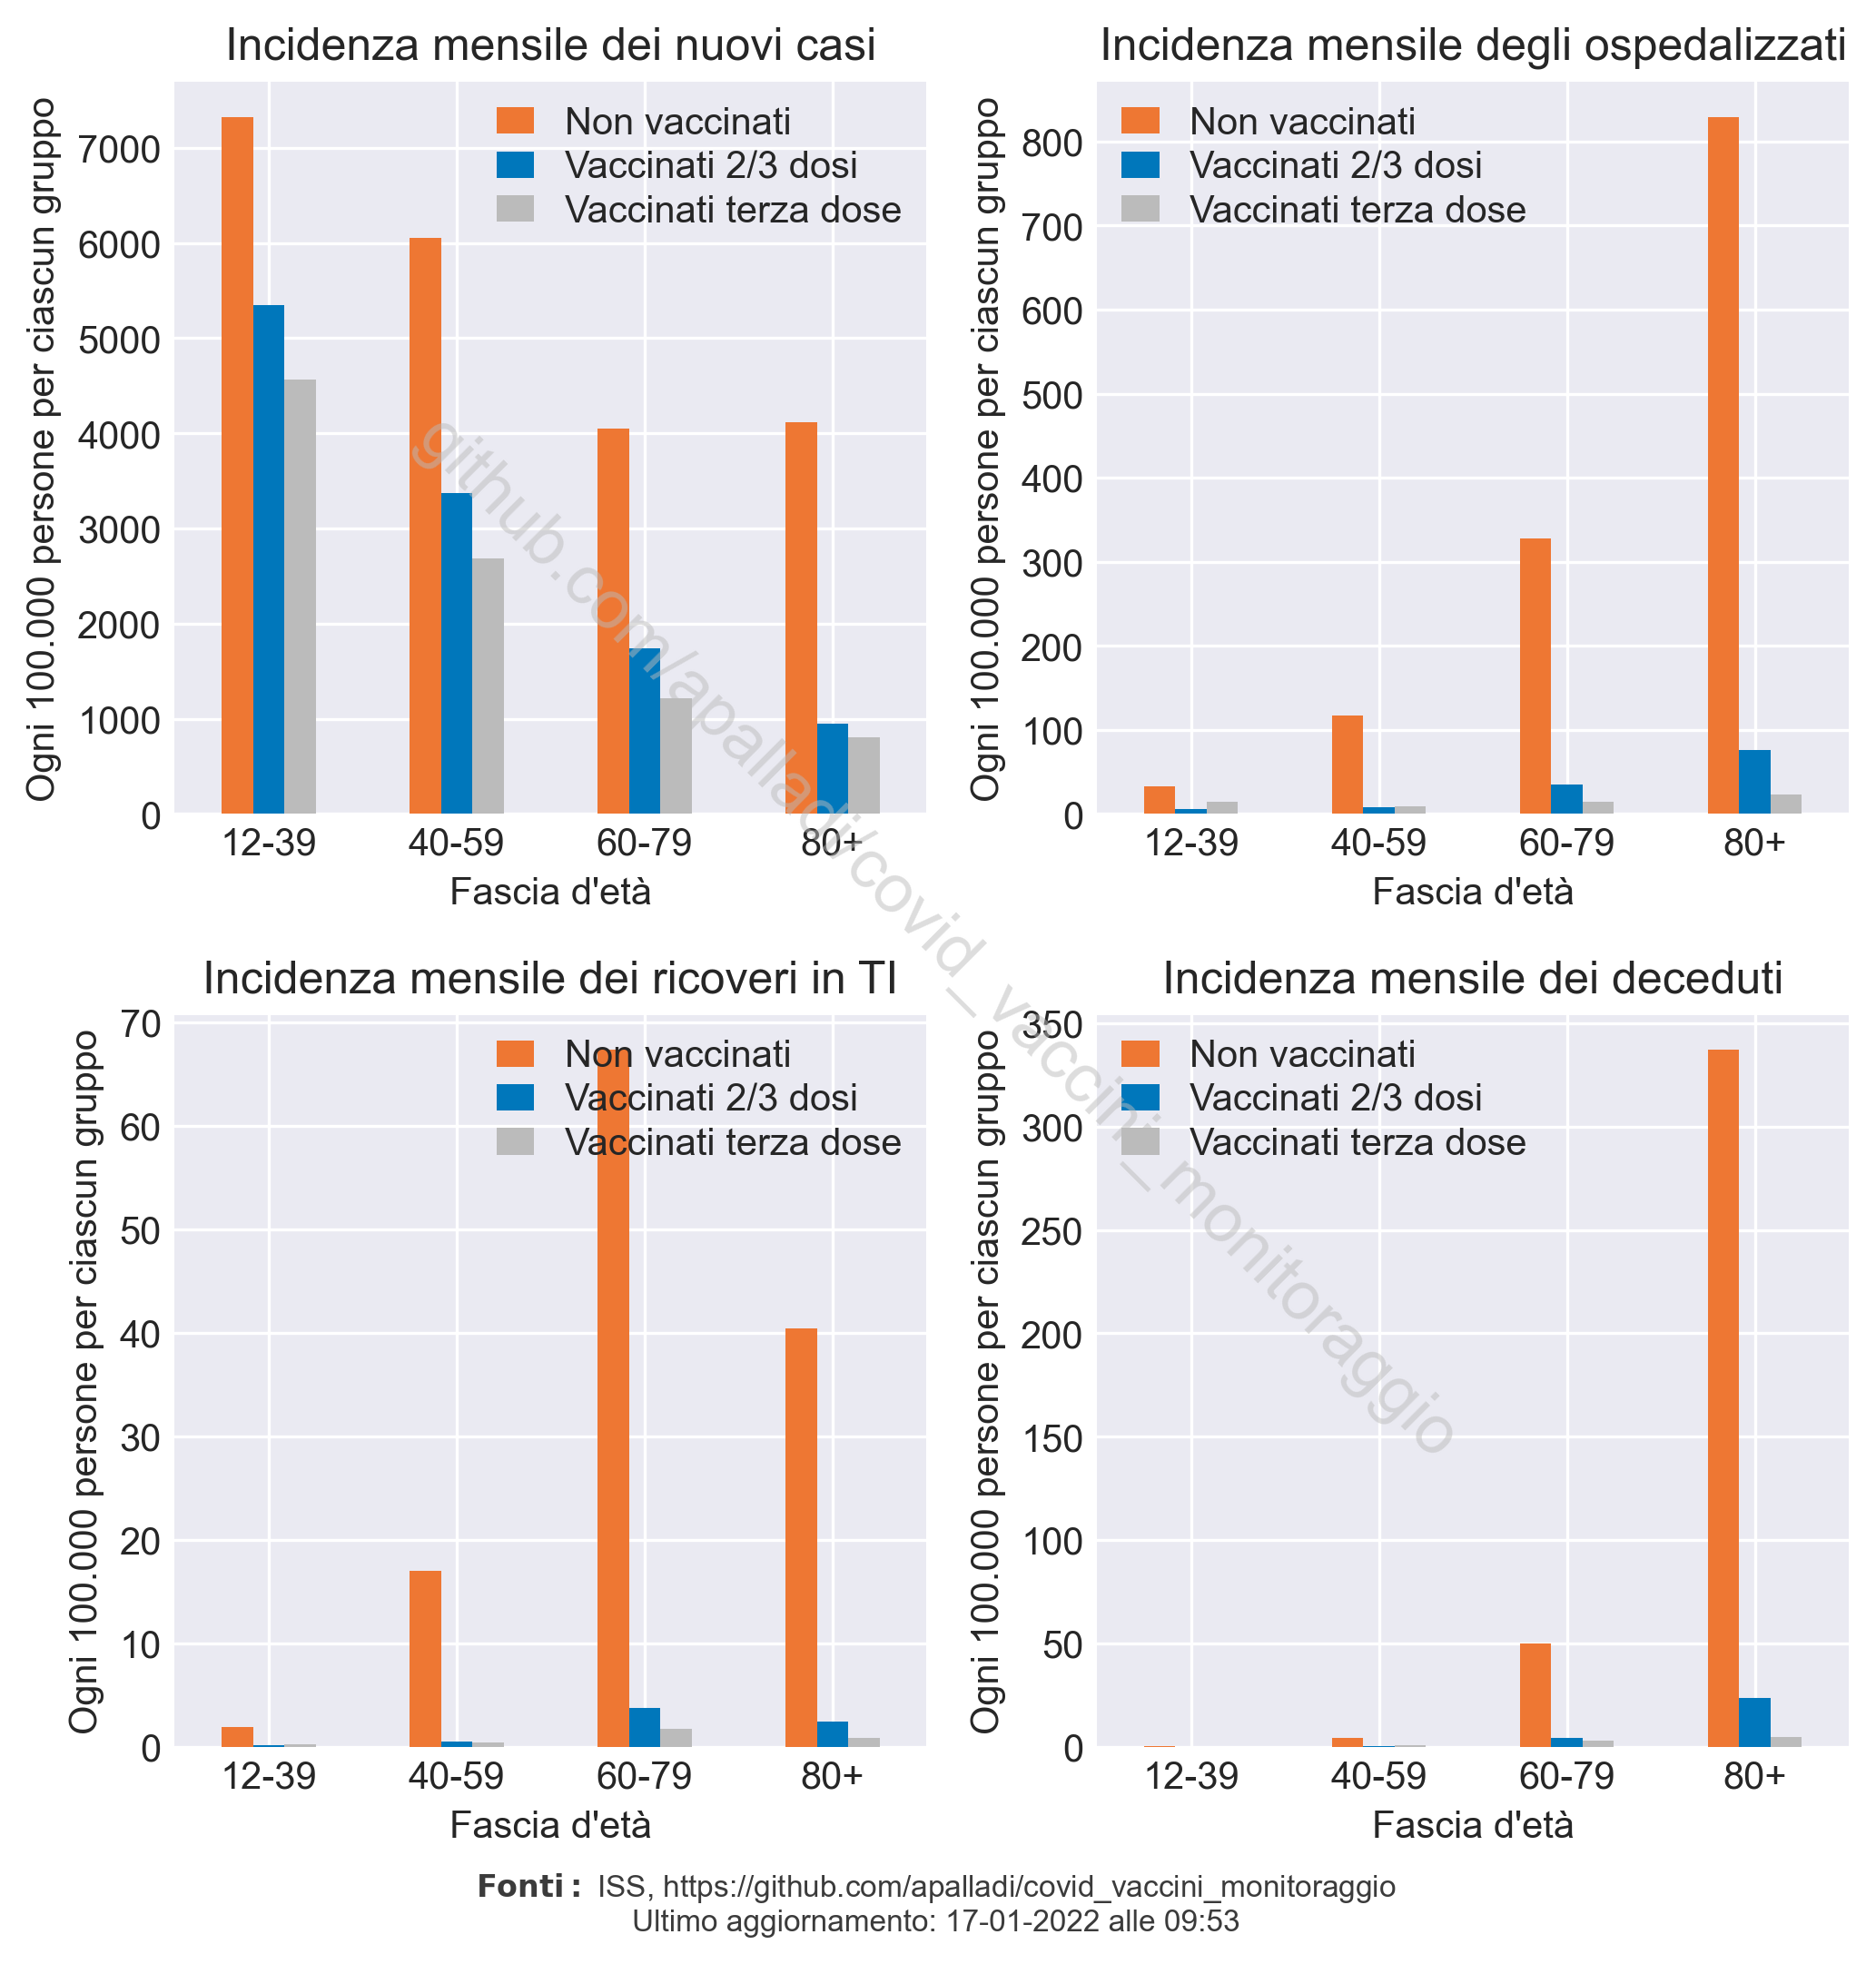 Incidenza mensile dei nuovi casi
Ogni 100.000 persone per ciascun gruppo
7000
6000
5000
4000
3000
2000
1000
0
Non vaccinati
Vaccinati 2/3 dosi
Vaccinati terza dose
12-39 40-59 60-79 80+
Fascia d'età
Incidenza mensile degli ospedalizzati
Ogni 100.000 persone per ciascun gruppo
800
700
600
500
400
300
200
100
0
Non vaccinati
Vaccinati 2/3 dosi
Vaccinati terza dose
12-39 40-59 60-79 80+
Fascia d'età
Incidenza mensile dei ricoveri in TI
Ogni 100.000 persone per ciascun gruppo
70
60
50
40
30
20
10
0
Non vaccinati
Vaccinati 2/3 dosi
Vaccinati terza dose
12-39 40-59 60-79 80+
Fascia d'età
Incidenza mensile dei deceduti
Ogni 100.000 persone per ciascun gruppo
350
300
250
200
150
100
50
0
Non vaccinati
Vaccinati 2/3 dosi
Vaccinati terza dose
12-39 40-59 60-79 80+
Fascia d'età
github.com/apalladi/covid_vaccini_monitoraggio
Fonti: ISS, https://github.com/apalladi/covid_vaccini_monitoraggio
Ultimo aggiornamento: 17-01-2022 alle 09:53